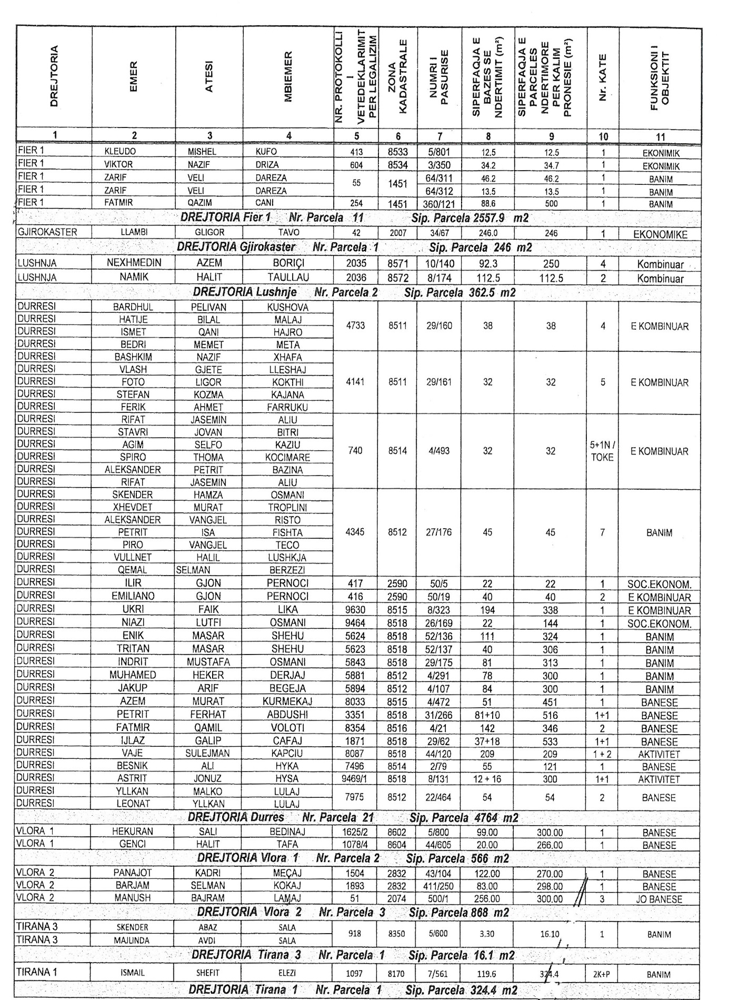 DREJTORIA EMER ATESI MBIEMER NR. PROTOKOLLI I VETEDEKLARIMIT PER LEGALIZIM ZONA KADASTRALE NUMRI I PASURISE SIPERFAQJA E BAZES SE NDERTIMIT (m²) SIPERFAQJA E PARCELES NDERTIMORE PER KALIM PRONESIE (m²) Nr. KATE FUNKSIONI I OBJEKTIT
1 2 3 4 5 6 7 8 9 10 11
FIER 1 KLEUDO MISHEL KUFO 413 8533 5/801 12.5 12.5 1 EKONIMIK
FIER 1 VIKTOR NAZIF DRIZA 604 8534 3/350 34.2 34.7 1 EKONIMIK
FIER 1 ZARIF VELI DAREZA 55 1451 64/311 46.2 46.2 1 BANIM
FIER 1 ZARIF VELI DAREZA 64/312 13.5 13.5 1 BANIM
FIER 1 FATMIR QAZIM CANI 254 1451 360/121 88.6 500 1 BANIM
DREJTORIA Fier 1 Nr. Parcela 11 Sip. Parcela 2557.9 m2
GJIROKASTER LLAMBI GLIGOR TAVO 42 2007 34/67 246.0 246 1 EKONOMIKE
DREJTORIA Gjirokaster Nr. Parcela 1 Sip. Parcela 246 m2
LUSHNJA NEXHMEDIN AZEM BORIÇI 2035 8571 10/140 92.3 250 4 Kombinuar
LUSHNJA NAMIK HALIT TAULLAU 2036 8572 8/174 112.5 112.5 2 Kombinuar
DREJTORIA Lushnje Nr. Parcela 2 Sip. Parcela 362.5 m2
DURRESI BARDHUL PELIVAN KUSHOVA 4733 8511 29/160 38 38 4 E KOMBINUAR
DURRESI HATIJE BILAL MALAJ
DURRESI ISMET QANI HAJRO
DURRESI BEDRI MEMET META
DURRESI BASHKIM NAZIF XHAFA 4141 8511 29/161 32 32 5 E KOMBINUAR
DURRESI VLASH GJETE LLESHAJ
DURRESI FOTO LIGOR KOKTHI
DURRESI STEFAN KOZMA KAJANA
DURRESI FERIK AHMET FARRUKU
DURRESI RIFAT JASEMIN ALIU 740 8514 4/493 32 32 5+1N / TOKE E KOMBINUAR
DURRESI STAVRI JOVAN BITRI
DURRESI AGIM SELFO KAZIU
DURRESI SPIRO THOMA KOCIMARE
DURRESI ALEKSANDER PETRIT BAZINA
DURRESI RIFAT JASEMIN ALIU
DURRESI SKENDER HAMZA OSMANI 4345 8512 27/176 45 45 7 BANIM
DURRESI XHEVDET MURAT TROPLINI
DURRESI ALEKSANDER VANGJEL RISTO
DURRESI PETRIT ISA FISHTA
DURRESI PIRO VANGJEL TECO
DURRESI VULLNET HALIL LUSHKJA
DURRESI QEMAL SELMAN BERZEZI
DURRESI ILIR GJON PERNOCI 417 2590 50/5 22 22 1 SOC.EKONOM.
DURRESI EMILIANO GJON PERNOCI 416 2590 50/19 40 40 2 E KOMBINUAR
DURRESI UKRI FAIK LIKA 9630 8515 8/323 194 338 1 E KOMBINUAR
DURRESI NIAZI LUTFI OSMANI 9464 8518 26/169 22 144 1 SOC.EKONOM.
DURRESI ENIK MASAR SHEHU 5624 8518 52/136 111 324 1 BANIM
DURRESI TRITAN MASAR SHEHU 5623 8518 52/137 40 306 1 BANIM
DURRESI INDRIT MUSTAFA OSMANI 5843 8518 29/175 81 313 1 BANIM
DURRESI MUHAMED HEKER DERJAJ 5881 8512 4/291 78 300 1 BANIM
DURRESI JAKUP ARIF BEGEJA 5894 8512 4/107 84 300 1 BANIM
DURRESI AZEM MURAT KURMEKAJ 8033 8515 4/472 51 451 1 BANESE
DURRESI PETRIT FERHAT ABDUSHI 3351 8518 31/266 81+10 516 1+1 BANESE
DURRESI FATMIR QAMIL VOLOTI 8354 8516 4/21 142 346 2 BANESE
DURRESI IJLAZ GALIP CAFAJ 1871 8518 29/62 37+18 533 1+1 BANESE
DURRESI VAJE SULEJMAN KAPCIU 8087 8518 44/120 209 209 1 + 2 AKTIVITET
DURRESI BESNIK ALI HYKA 7496 8514 2/79 55 121 1 BANESE
DURRESI ASTRIT JONUZ HYSA 9469/1 8518 8/131 12 + 16 300 1+1 AKTIVITET
DURRESI YLLKAN MALKO LULAJ 7975 8512 22/464 54 54 2 BANESE
DURRESI LEONAT YLLKAN LULAJ
DREJTORIA Durres Nr. Parcela 21 Sip. Parcela 4764 m2
VLORA 1 HEKURAN SALI BEDINAJ 1625/2 8602 5/800 99.00 300.00 1 BANESE
VLORA 1 GENCI HALIT TAFA 1078/4 8604 44/605 20.00 266.00 1 BANESE
DREJTORIA Vlora 1 Nr. Parcela 2 Sip. Parcela 566 m2
VLORA 2 PANAJOT KADRI MEÇAJ 1504 2832 43/104 122.00 270.00 1 BANESE
VLORA 2 BARJAM SELMAN KOKAJ 1893 2832 411/250 83.00 298.00 1 BANESE
VLORA 2 MANUSH BAJRAM LAMAJ 51 2074 500/1 256.00 300.00 3 JO BANESE
DREJTORIA Vlora 2 Nr. Parcela 3 Sip. Parcela 868 m2
TIRANA 3 SKENDER ABAZ SALA 918 8350 5/600 3.30 16.10 1 BANIM
TIRANA 3 MAJLINDA AVDI SALA
DREJTORIA Tirana 3 Nr. Parcela 1 Sip. Parcela 16.1 m2
TIRANA 1 ISMAIL SHEFIT ELEZI 1097 8170 7/561 119.6 324.4 2K+P BANIM
DREJTORIA Tirana 1 Nr. Parcela 1 Sip. Parcela 324.4 m2